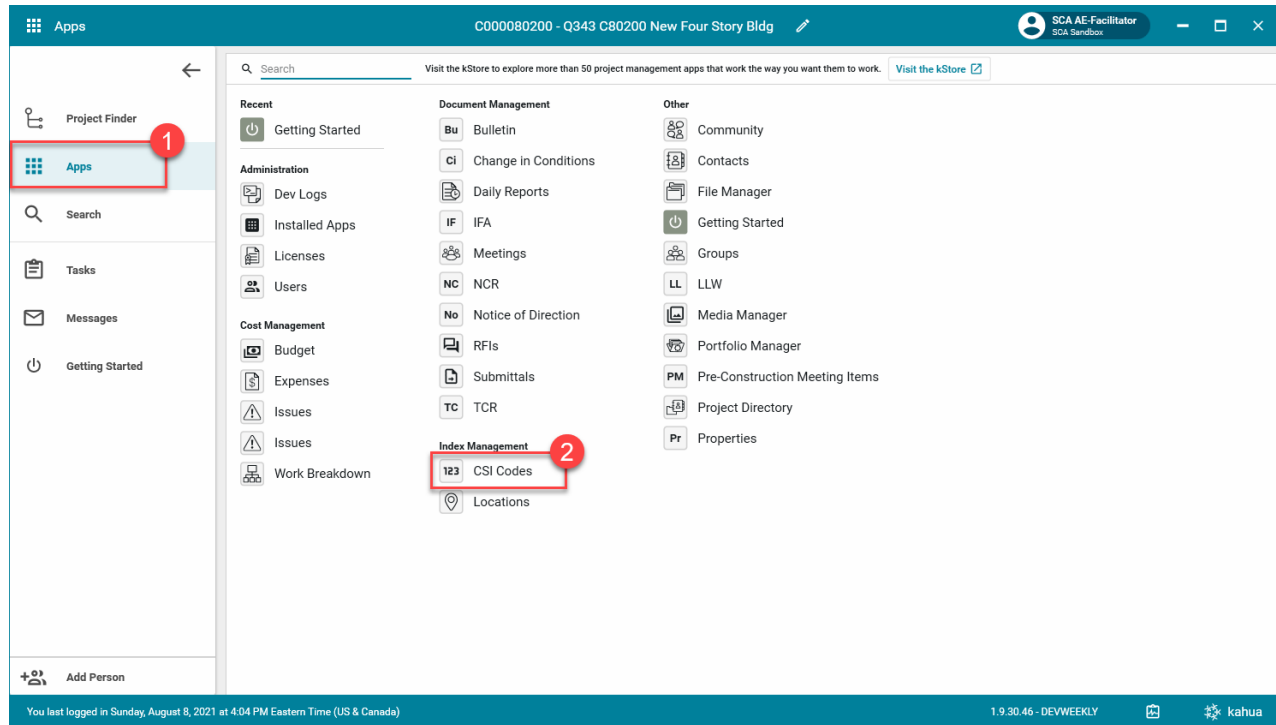 Apps
C000080200 - Q343 C80200 New Four Story Bldg
SCA AE-Facilitator
SCA Sandbox
Project Finder
1
Apps
Search
Tasks
Messages
Getting Started
Add Person
Search
Visit the kStore to explore more than 50 project management apps that work the way you want them to work.
Visit the kStore
Recent
Getting Started
Administration
Dev Logs
Installed Apps
Licenses
Users
Cost Management
Budget
Expenses
Issues
Issues
Work Breakdown
Document Management
Bu Bulletin
Ci Change in Conditions
Daily Reports
IF IFA
Meetings
NC NCR
No Notice of Direction
RFIs
Submittals
TC TCR
Index Management
2
123 CSI Codes
Locations
Other
Community
Contacts
File Manager
Getting Started
Groups
LL LLW
Media Manager
Portfolio Manager
PM Pre-Construction Meeting Items
Project Directory
Pr Properties
You last logged in Sunday, August 8, 2021 at 4:04 PM Eastern Time (US & Canada)
1.9.30.46 - DEVWEEKLY
kahua